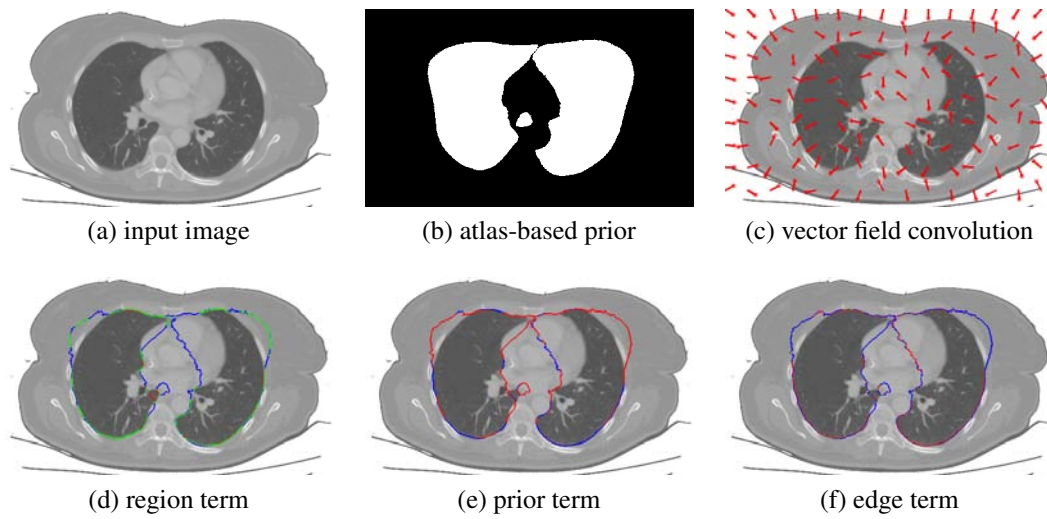 (a) input image
(b) atlas-based prior
(c) vector field convolution
(d) region term
(e) prior term
(f) edge term